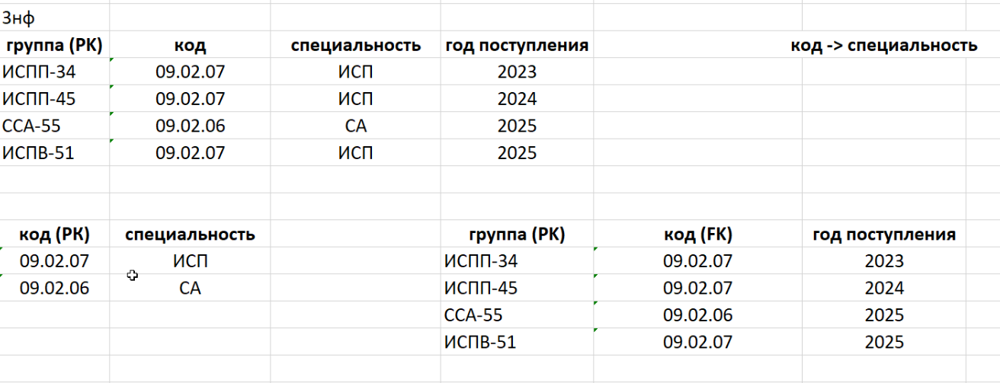 3нф
группа (PK) код специальность год поступления код -> специальность
ИСПП-34 09.02.07 ИСП 2023
ИСПП-45 09.02.07 ИСП 2024
ССА-55 09.02.06 СА 2025
ИСПВ-51 09.02.07 ИСП 2025
код (PK) специальность группа (PK) код (FK) год поступления
09.02.07 ИСП ИСПП-34 09.02.07 2023
09.02.06 СА ИСПП-45 09.02.07 2024
ССА-55 09.02.06 2025
ИСПВ-51 09.02.07 2025